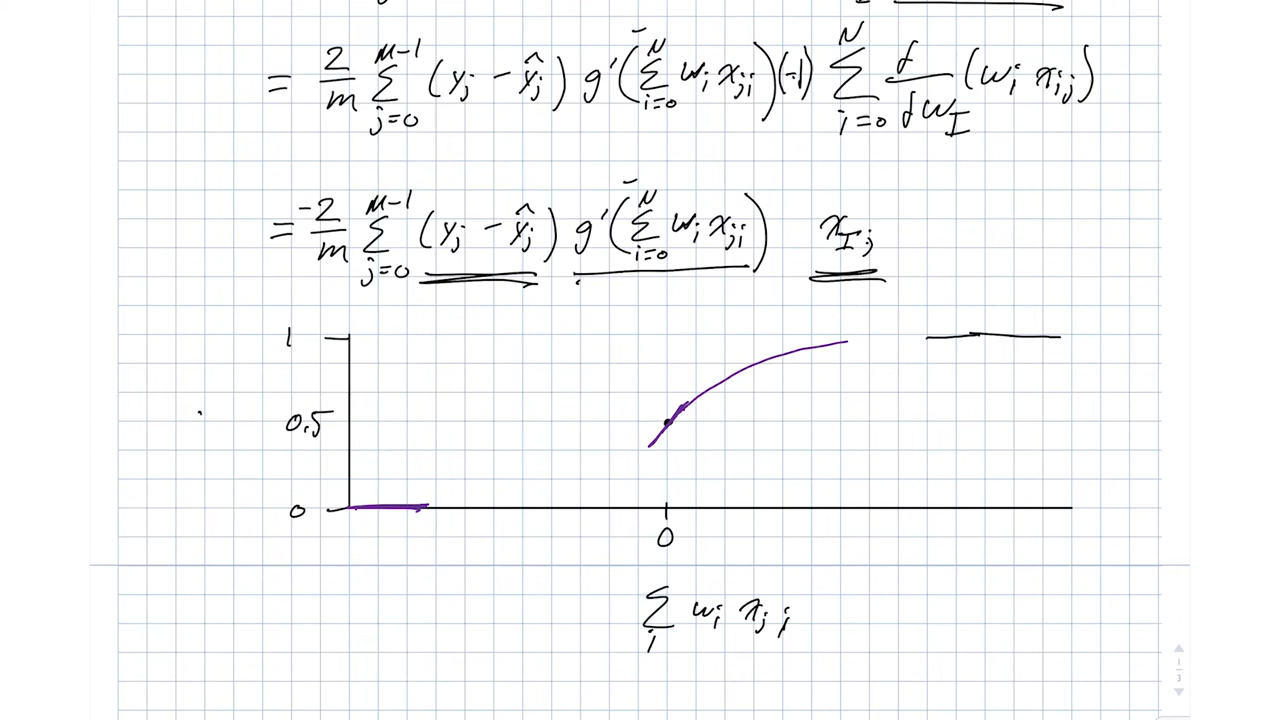 = 2/m Σ_{j=0}^{M-1} (y_j - ŷ_j) g'(Σ_{i=0}^{N} w_i x_{ji})(-1) Σ_{i=0}^{N} d/dw_I (w_i x_{ij})
= -2/m Σ_{j=0}^{M-1} (y_j - ŷ_j) g'(Σ_{i=0}^{N} w_i x_{ji}) x_{Ij}
1
0.5
0
0
Σ_i w_i x_{ji}
1
3